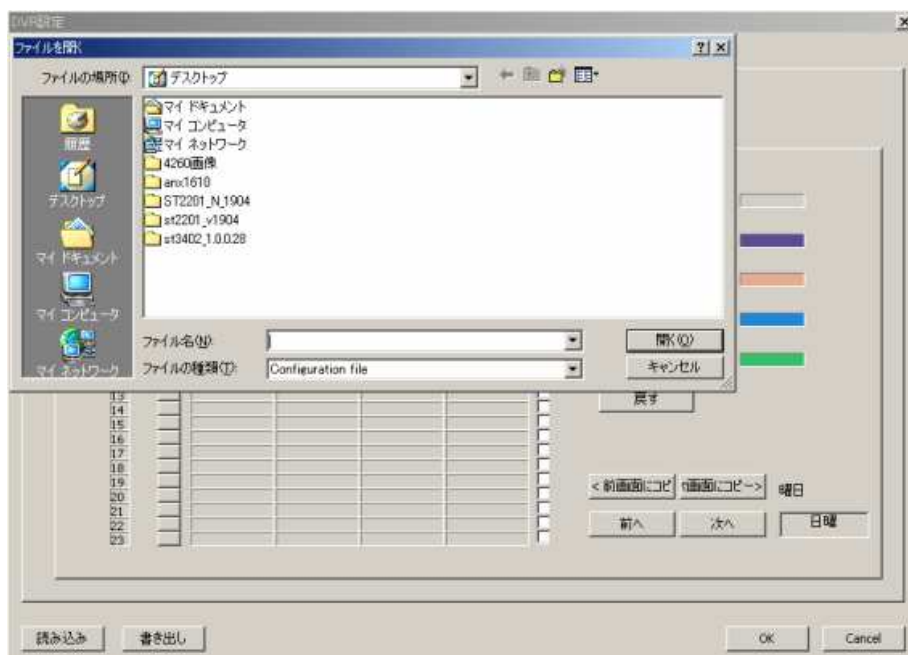 DVR設定
ファイルを開く
ファイルの場所(I):
デスクトップ
履歴
デスクトップ
マイ ドキュメント
マイ コンピュータ
マイ ネットワーク
マイ ドキュメント
マイ コンピュータ
マイ ネットワーク
4260画像
anx1610
ST2201_N_1904
st2201_v1904
st3402_1.0.0.28
ファイル名(N):
開く(O)
ファイルの種類(T):
Configuration file
キャンセル
13
14
15
16
17
18
19
20
21
22
23
戻す
< 前画面にコピ
画面にコピー>
曜日
前へ
次へ
日曜
読み込み
書き出し
OK
Cancel